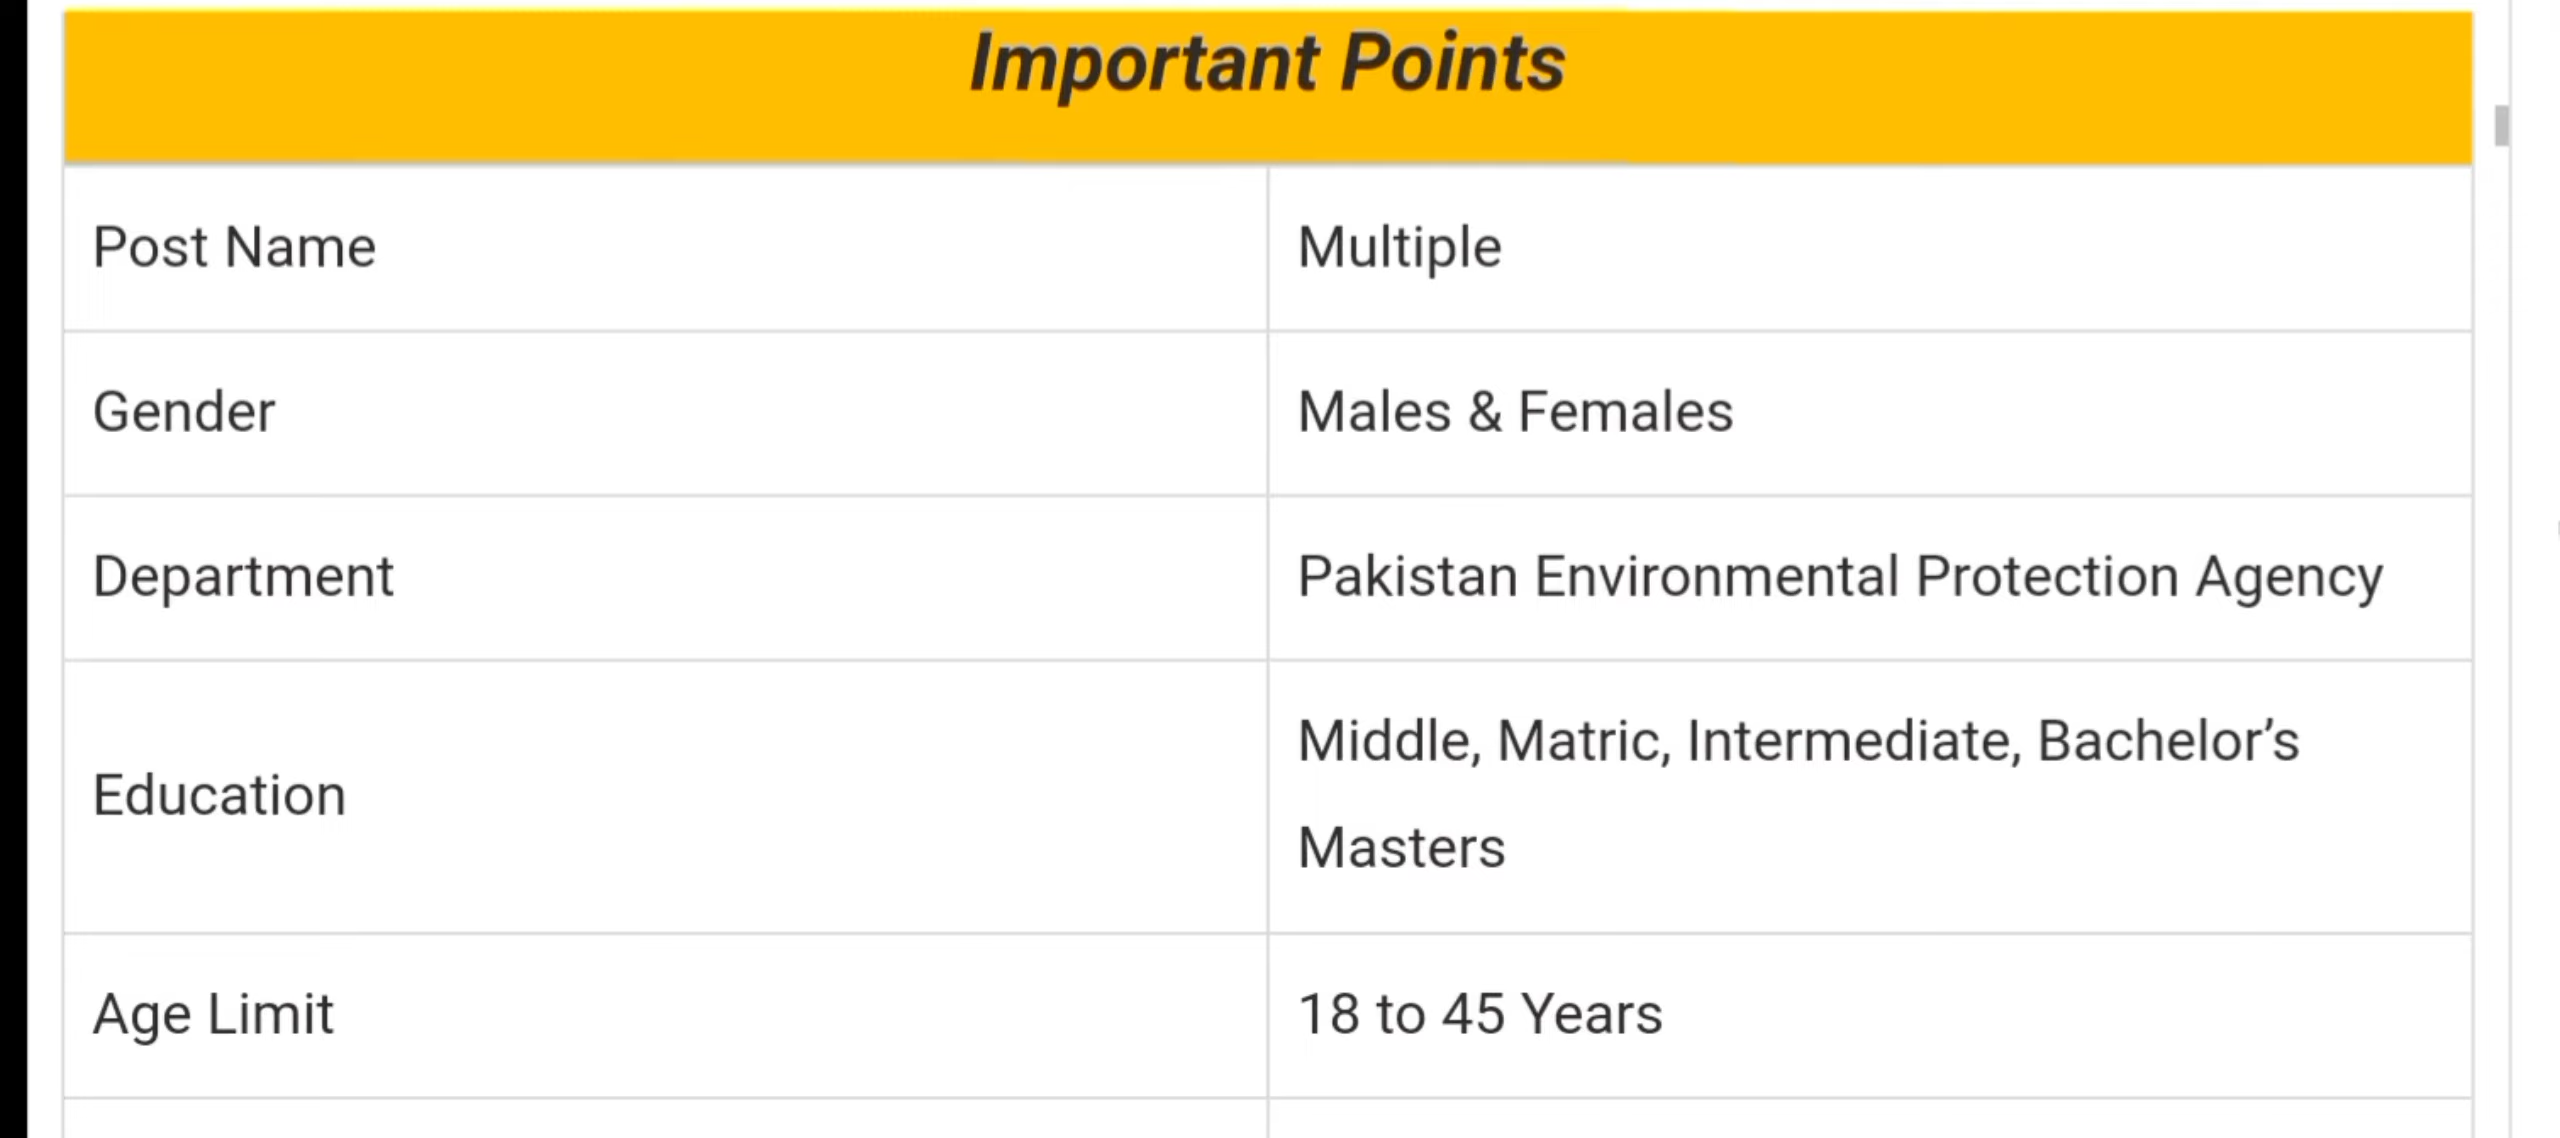 Important Points
Post Name
Multiple
Gender
Males & Females
Department
Pakistan Environmental Protection Agency
Education
Middle, Matric, Intermediate, Bachelor’s
Masters
Age Limit
18 to 45 Years